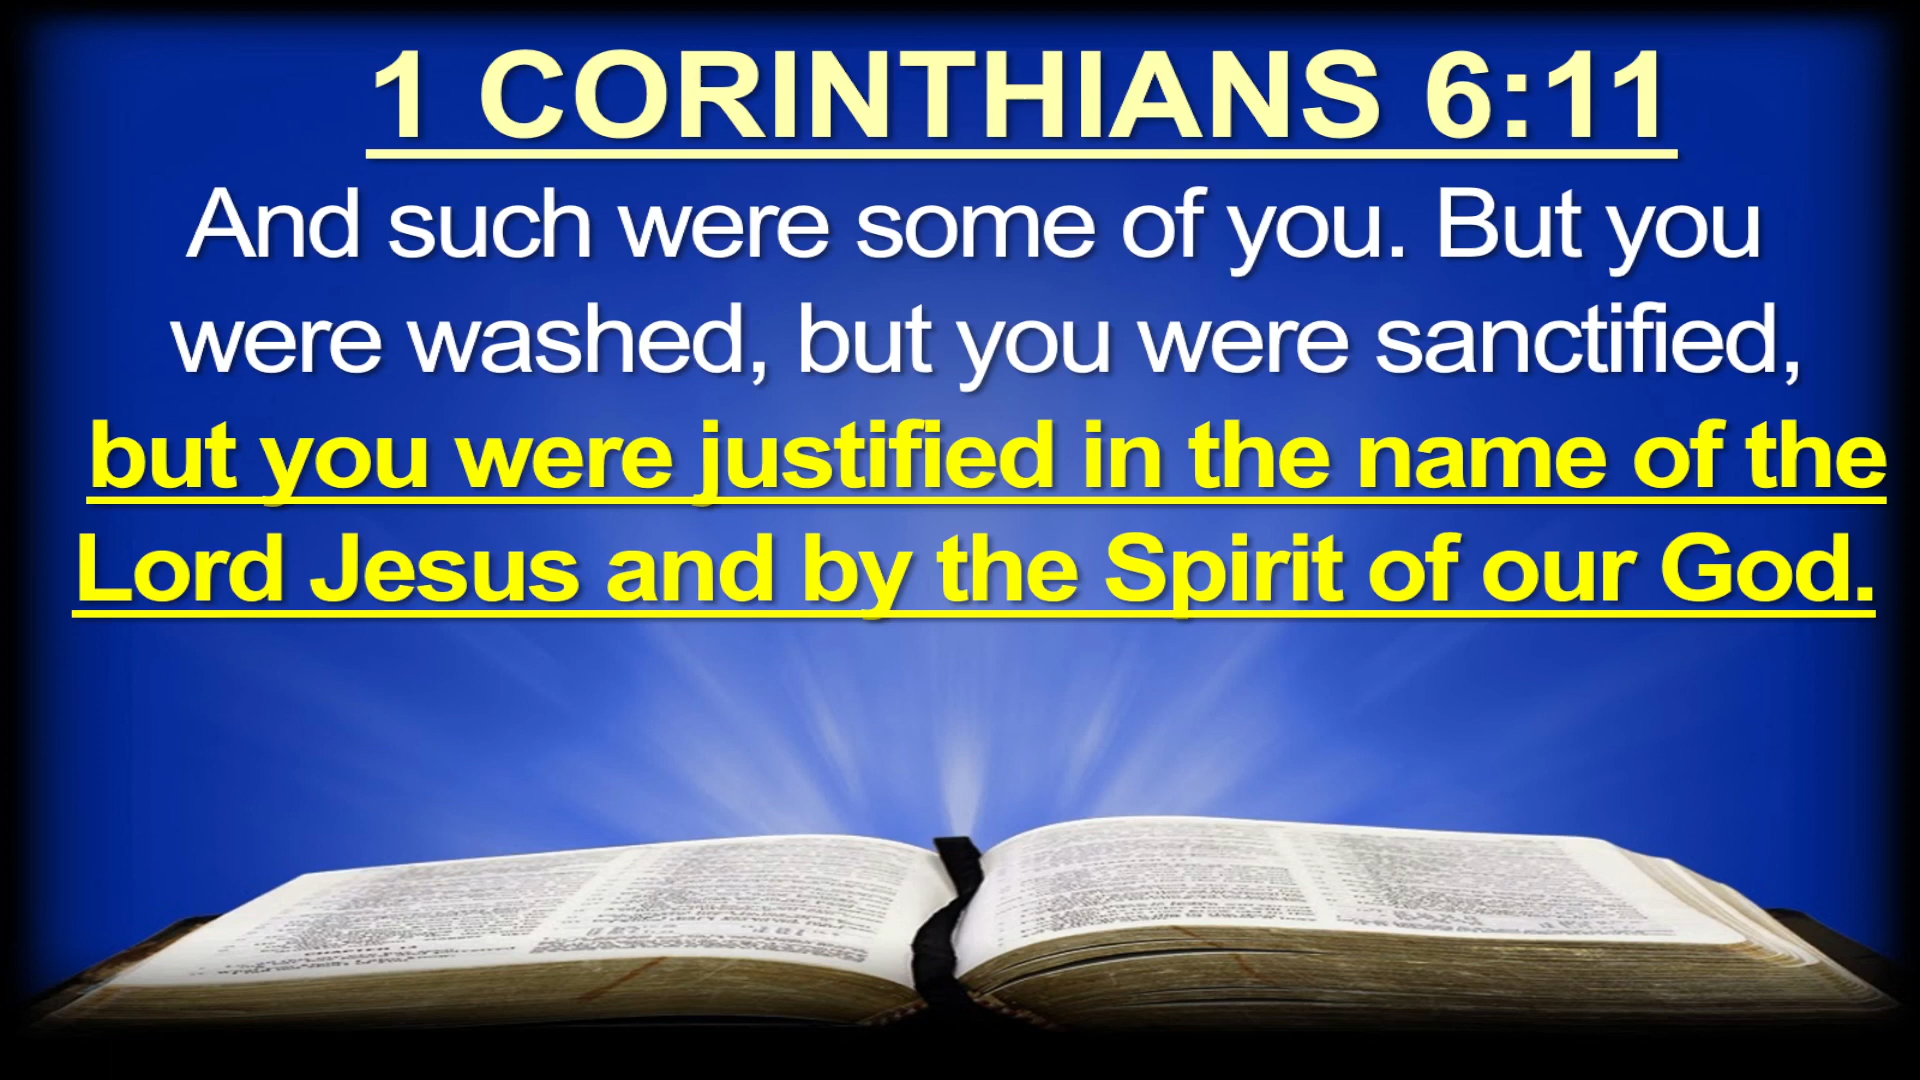 1 CORINTHIANS 6:11
And such were some of you. But you
were washed, but you were sanctified,
but you were justified in the name of the
Lord Jesus and by the Spirit of our God.